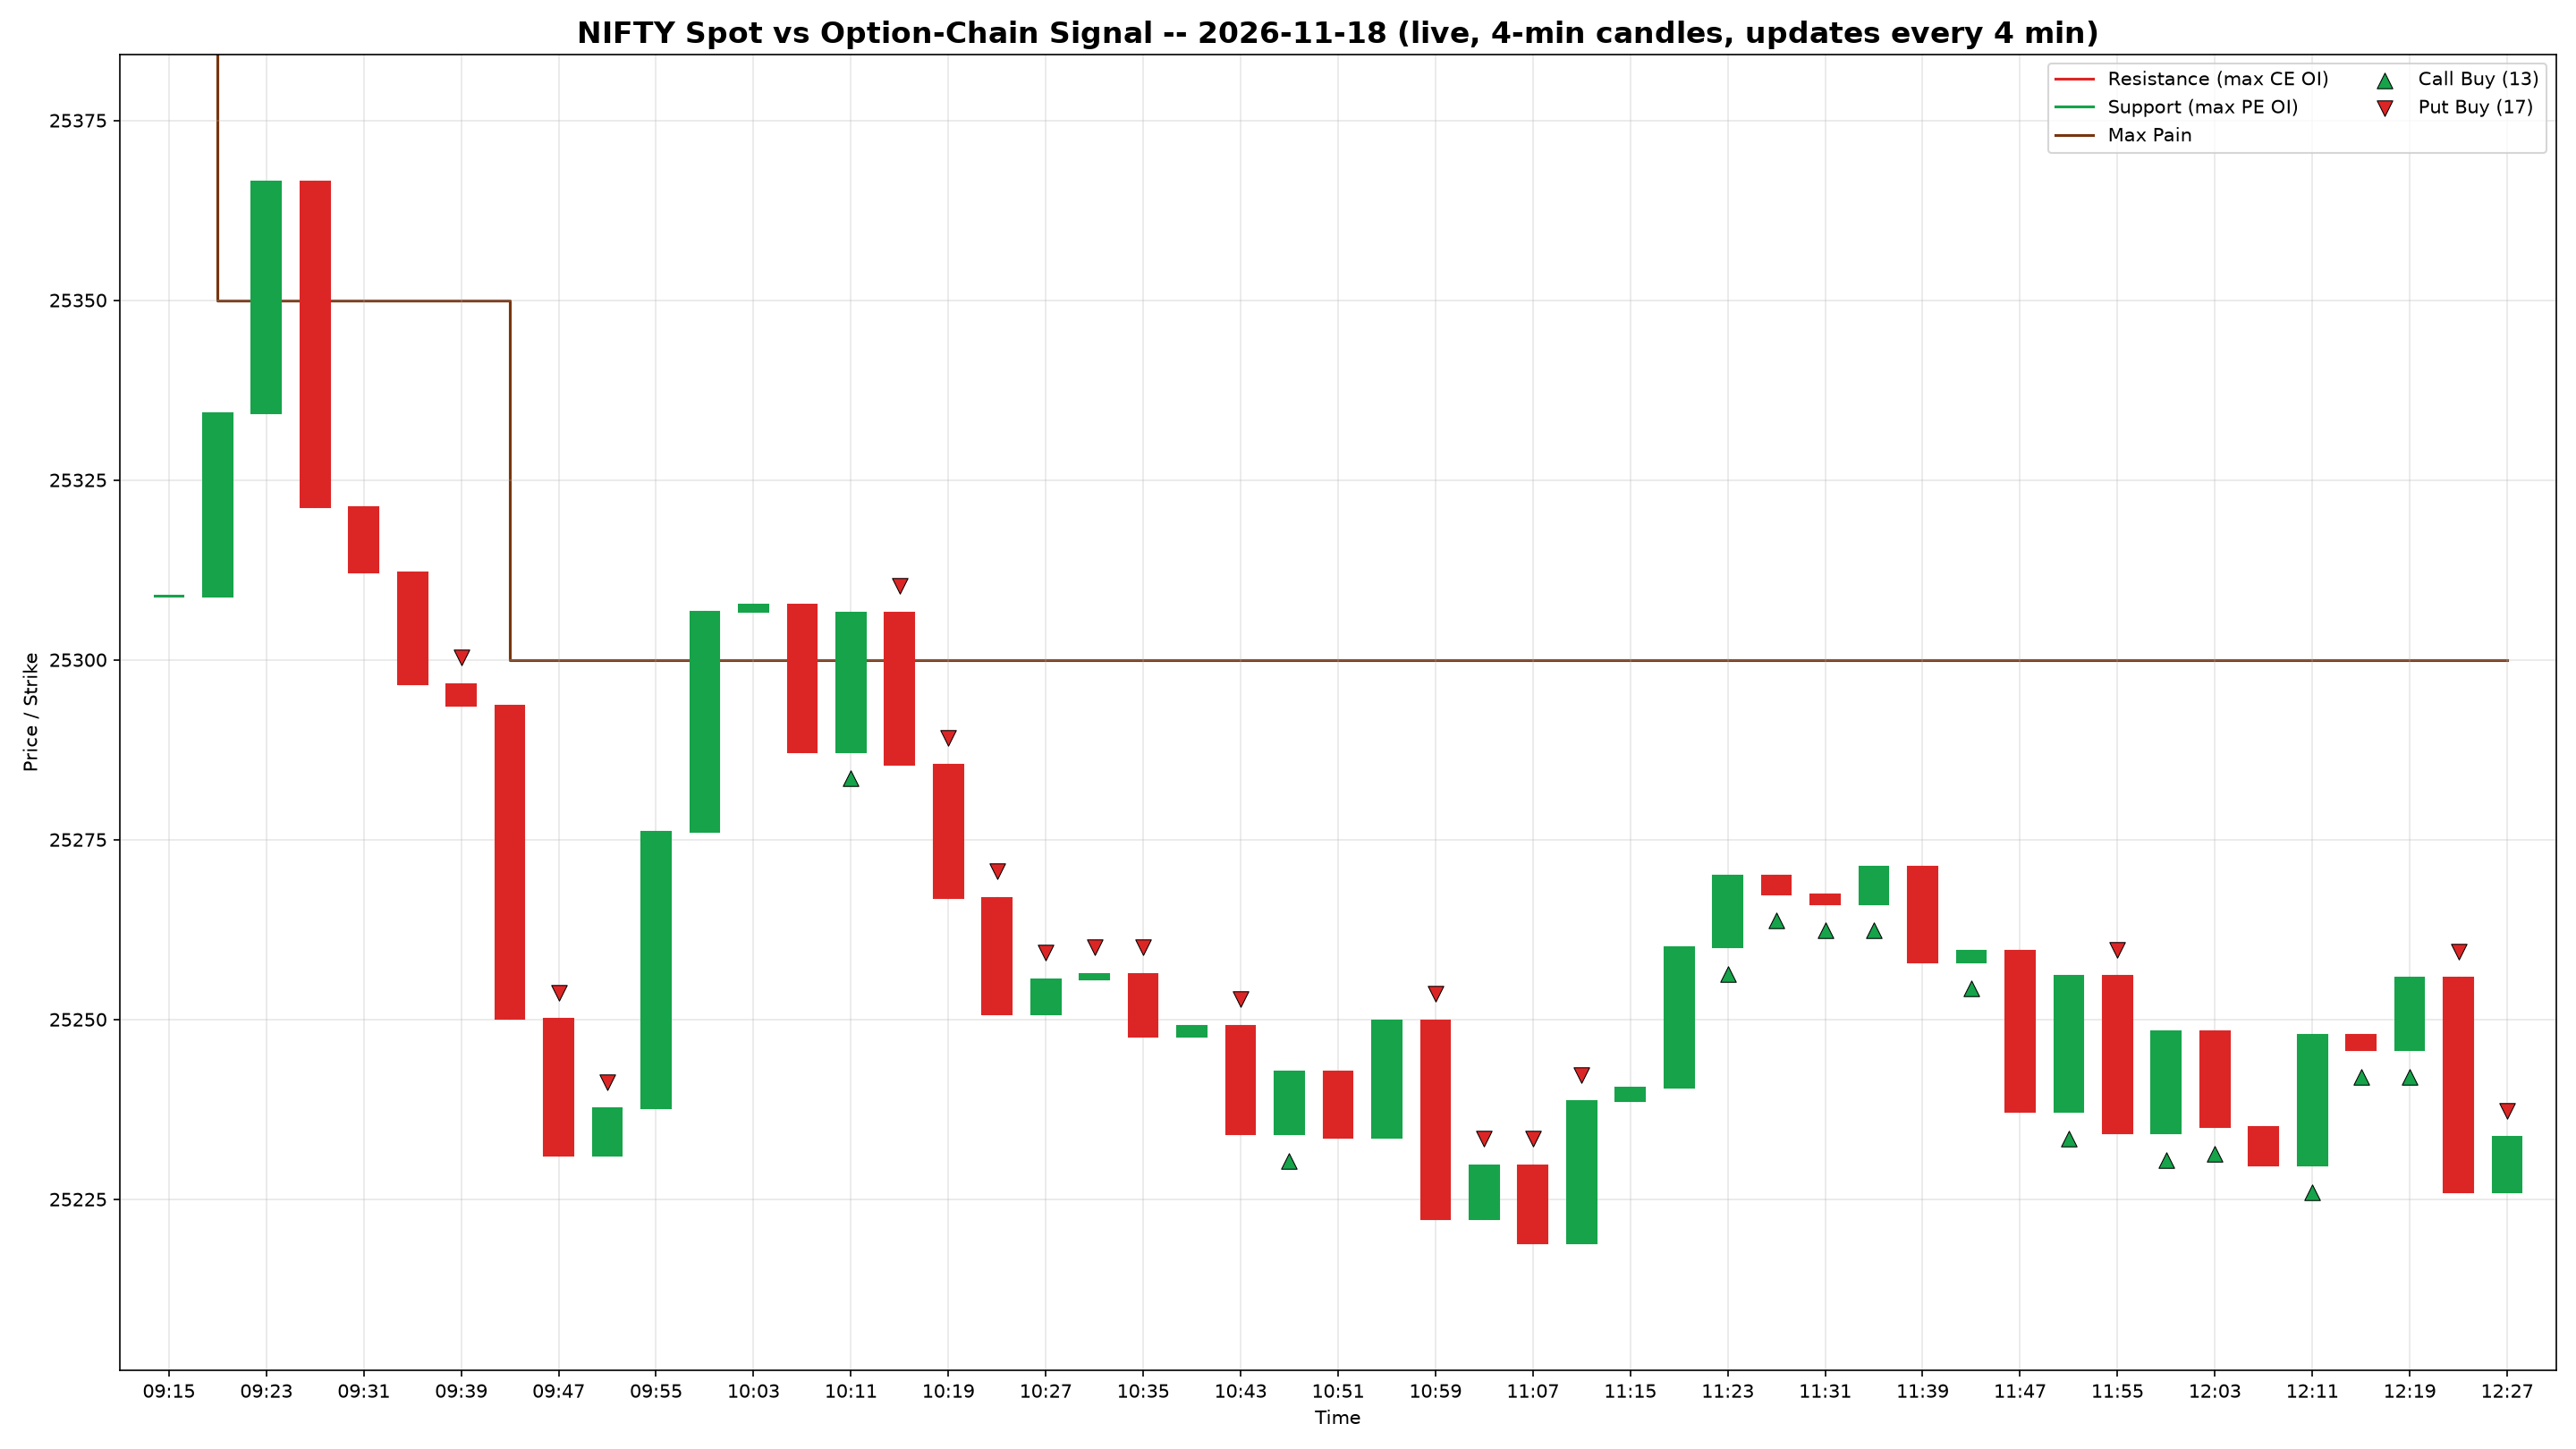 NIFTY Spot vs Option-Chain Signal -- 2026-11-18 (live, 4-min candles, updates every 4 min)
Resistance (max CE OI)
Support (max PE OI)
Max Pain
Call Buy (13)
Put Buy (17)
Price / Strike
25375
25350
25325
25300
25275
25250
25225
09:15 09:23 09:31 09:39 09:47 09:55 10:03 10:11 10:19 10:27 10:35 10:43 10:51 10:59 11:07 11:15 11:23 11:31 11:39 11:47 11:55 12:03 12:11 12:19 12:27
Time